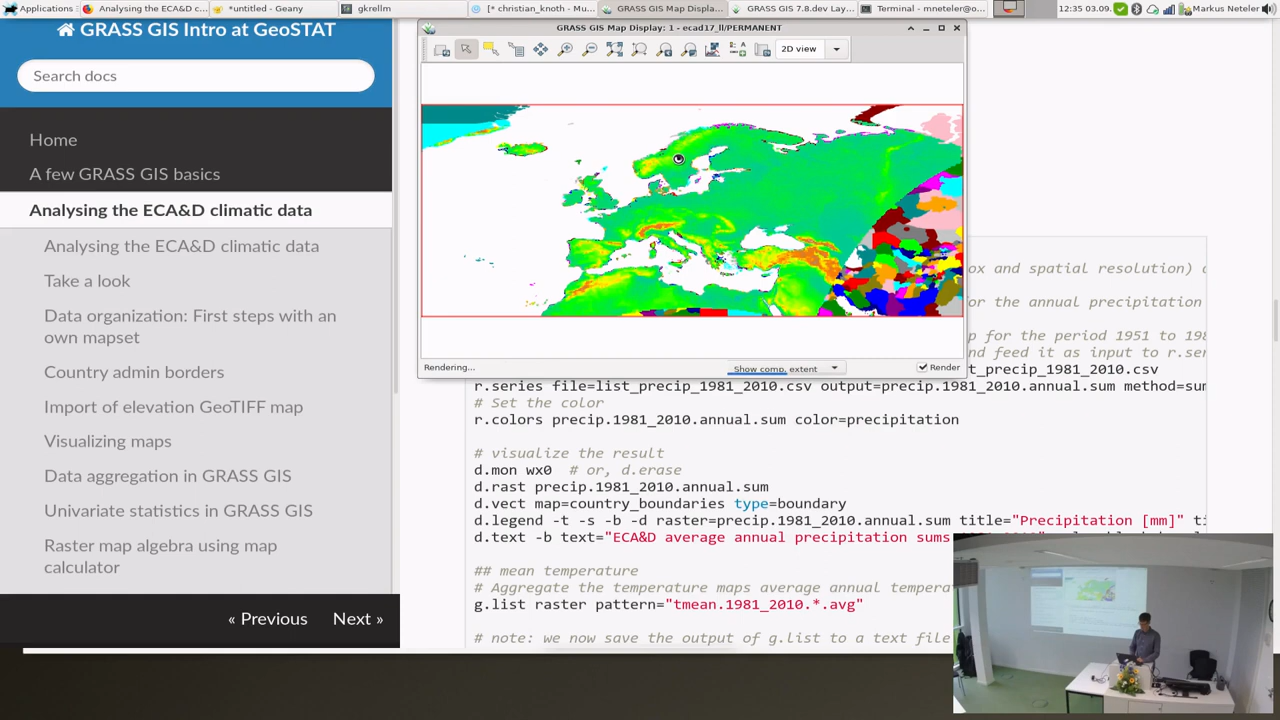 Applications
Analysing the ECA&D c...
*untitled - Geany
gkrellm
[* christian_knoth - Mu...
GRASS GIS Map Displa...
GRASS GIS 7.8.dev Lay...
Terminal - mneteler@o...
12:35 03.09.
Markus Neteler
GRASS GIS Intro at GeoSTAT
Search docs
Home
A few GRASS GIS basics
Analysing the ECA&D climatic data
Analysing the ECA&D climatic data
Take a look
Data organization: First steps with an
own mapset
Country admin borders
Import of elevation GeoTIFF map
Visualizing maps
Data aggregation in GRASS GIS
Univariate statistics in GRASS GIS
Raster map algebra using map
calculator
« Previous
Next »
GRASS GIS Map Display: 1 - ecad17_ll/PERMANENT
2D view
Rendering...
Show comp. extent
Render
ox and spatial resolution)
or the annual precipitation
p for the period 1951 to 198
nd feed it as input to r.ser
t_precip_1981_2010.csv
r.series file=list_precip_1981_2010.csv output=precip.1981_2010.annual.sum method=sum
# Set the color
r.colors precip.1981_2010.annual.sum color=precipitation
# visualize the result
d.mon wx0 # or, d.erase
d.rast precip.1981_2010.annual.sum
d.vect map=country_boundaries type=boundary
d.legend -t -s -b -d raster=precip.1981_2010.annual.sum title="Precipitation [mm]" ti
d.text -b text="ECA&D average annual precipitation sums
## mean temperature
# Aggregate the temperature maps average annual tempera
g.list raster pattern="tmean.1981_2010.*.avg"
# note: we now save the output of g.list to a text file